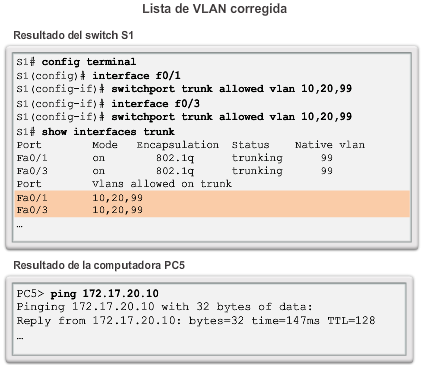 Lista de VLAN corregida
Resultado del switch S1
S1# config terminal
S1(config)# interface f0/1
S1(config-if)# switchport trunk allowed vlan 10,20,99
S1(config-if)# interface f0/3
S1(config-if)# switchport trunk allowed vlan 10,20,99
S1# show interfaces trunk
Port Mode Encapsulation Status Native vlan
Fa0/1 on 802.1q trunking 99
Fa0/3 on 802.1q trunking 99
Port Vlans allowed on trunk
Fa0/1 10,20,99
Fa0/3 10,20,99
…
Resultado de la computadora PC5
PC5> ping 172.17.20.10
Pinging 172.17.20.10 with 32 bytes of data:
Reply from 172.17.20.10: bytes=32 time=147ms TTL=128
…